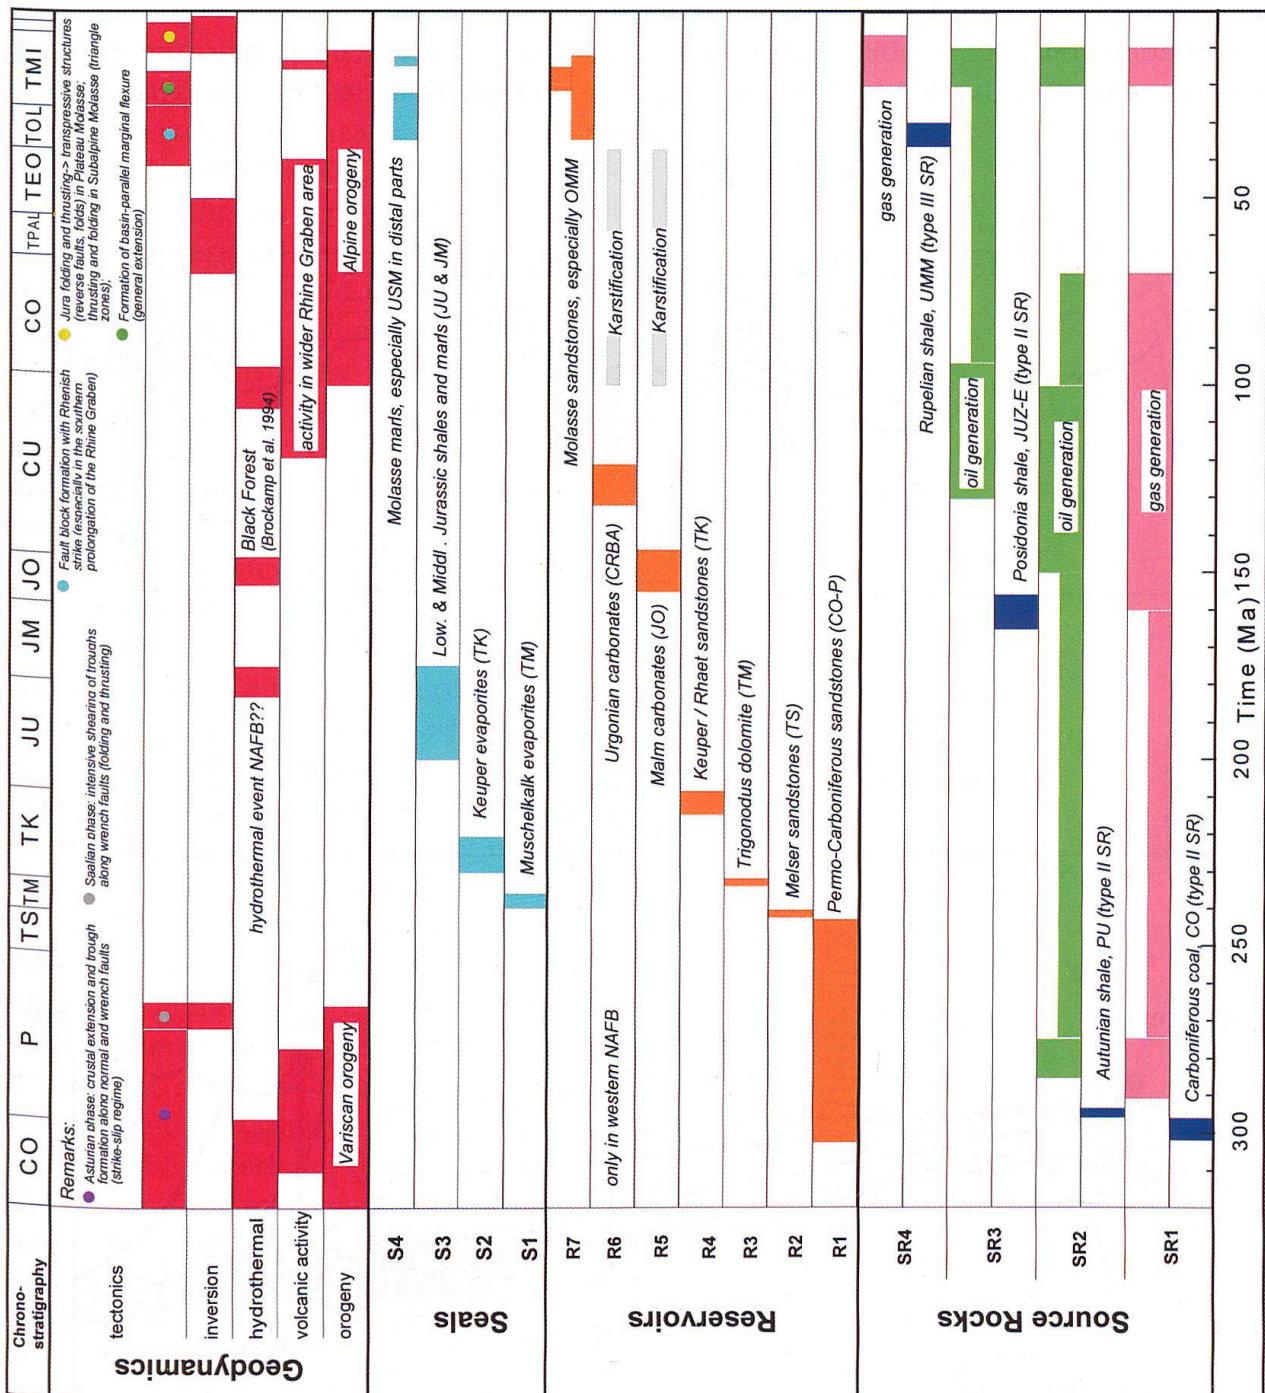 Chrono-
stratigraphy
CO
P
TS
TM
TK
JU
JM
JO
CU
CO
TPAL
TEO
TOL
TMI
Geodynamics
tectonics
Remarks:
Asturian phase: crustal extension and trough
formation along normal and wrench faults
(strike-slip regime)
Saalian phase: intensive shearing of troughs
along wrench faults (folding and thrusting)
Fault block formation with Rhenish
strike (especially in the southern
prolongation of the Rhine Graben)
Jura folding and thrusting-> transpressive structures
(reverse faults, folds) in Plateau Molasse;
thrusting and folding in Subalpine Molasse (triangle
zones);
Formation of basin-parallel marginal flexure
(general extension)
inversion
hydrothermal
hydrothermal event NAFB??
Black Forest
(Brockamp et al. 1994)
volcanic activity
activity in wider Rhine Graben area
orogeny
Variscan orogeny
Alpine orogeny
Seals
S4
Molasse marls, especially USM in distal parts
S3
Low. & Middl . Jurassic shales and marls (JU & JM)
S2
Keuper evaporites (TK)
S1
Muschelkalk evaporites (TM)
Reservoirs
R7
Molasse sandstones, especially OMM
R6
only in western NAFB
Urgonian carbonates (CRBA)
Karstification
R5
Malm carbonates (JO)
Karstification
R4
Keuper / Rhaet sandstones (TK)
R3
Trigonodus dolomite (TM)
R2
Melser sandstones (TS)
R1
Permo-Carboniferous sandstones (CO-P)
Source Rocks
SR4
gas generation
Rupelian shale, UMM (type III SR)
SR3
oil generation
Posidonia shale, JUZ-E (type II SR)
SR2
oil generation
Autunian shale, PU (type II SR)
SR1
gas generation
Carboniferous coal, CO (type II SR)
300
250
200
150
100
50
Time (Ma)